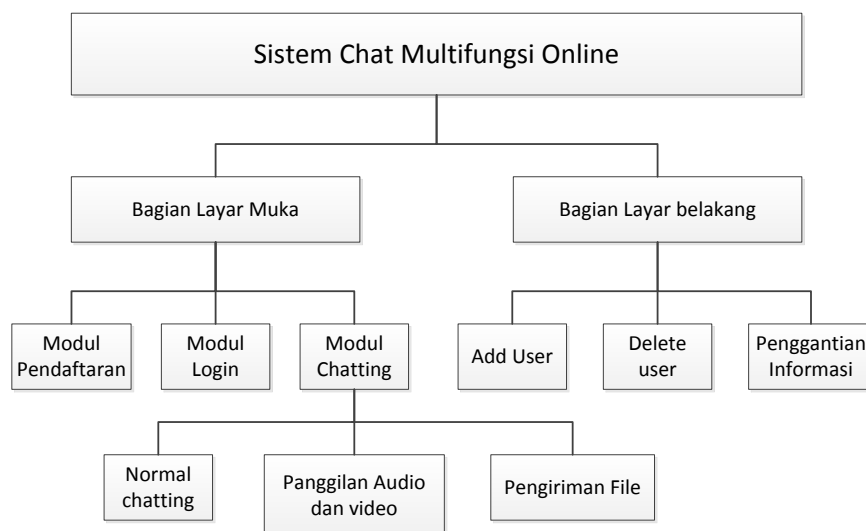 Sistem Chat Multifungsi Online
Bagian Layar Muka
Bagian Layar belakang
Modul
Pendaftaran
Modul
Login
Modul
Chatting
Add User
Delete
user
Penggantian
Informasi
Normal
chatting
Panggilan Audio
dan video
Pengiriman File